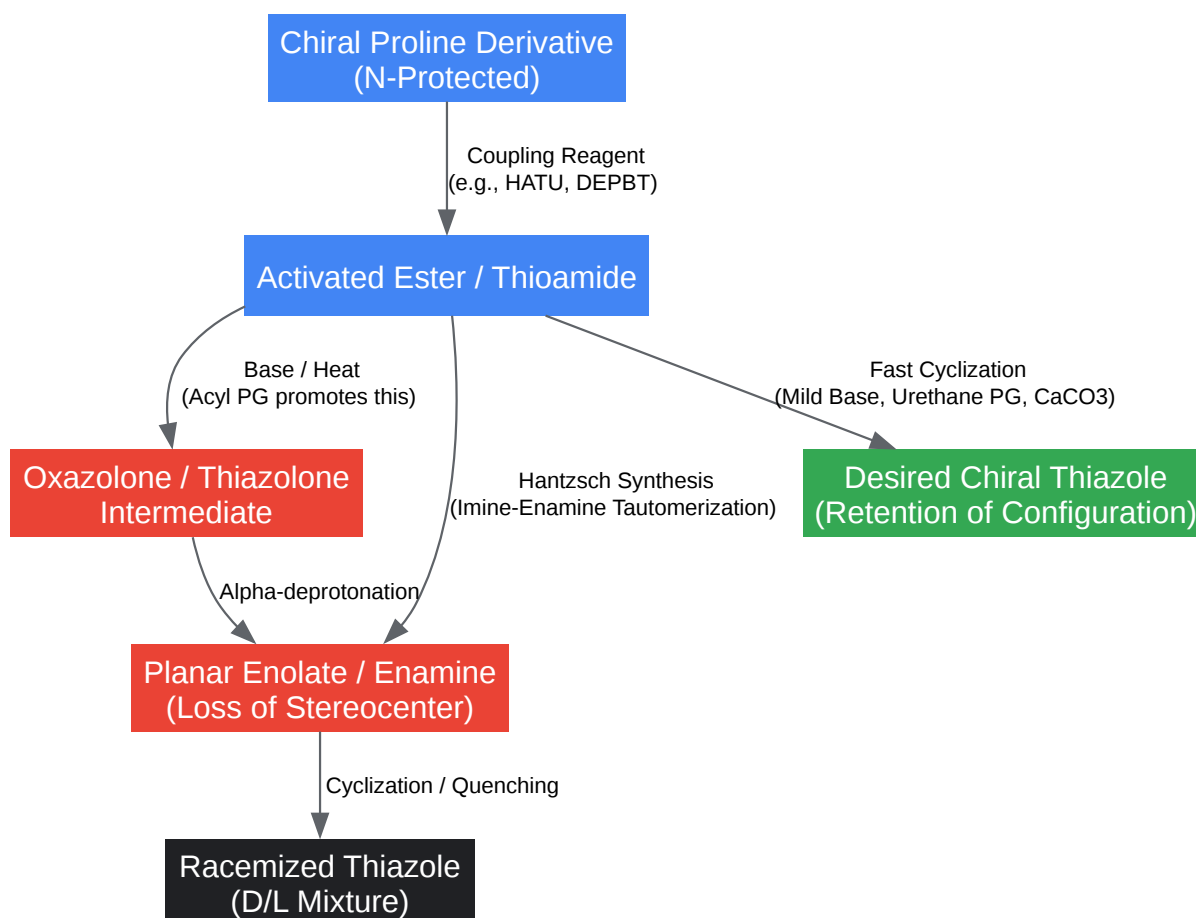 Chiral Proline Derivative
(N-Protected)
Coupling Reagent
(e.g., HATU, DEPBT)
Activated Ester / Thioamide
Base / Heat
(Acyl PG promotes this)
Fast Cyclization
(Mild Base, Urethane PG, CaCO3)
Oxazolone / Thiazolone
Intermediate
Hantzsch Synthesis
(Imine-Enamine Tautomerization)
Desired Chiral Thiazole
(Retention of Configuration)
Alpha-deprotonation
Planar Enolate / Enamine
(Loss of Stereocenter)
Cyclization / Quenching
Racemized Thiazole
(D/L Mixture)